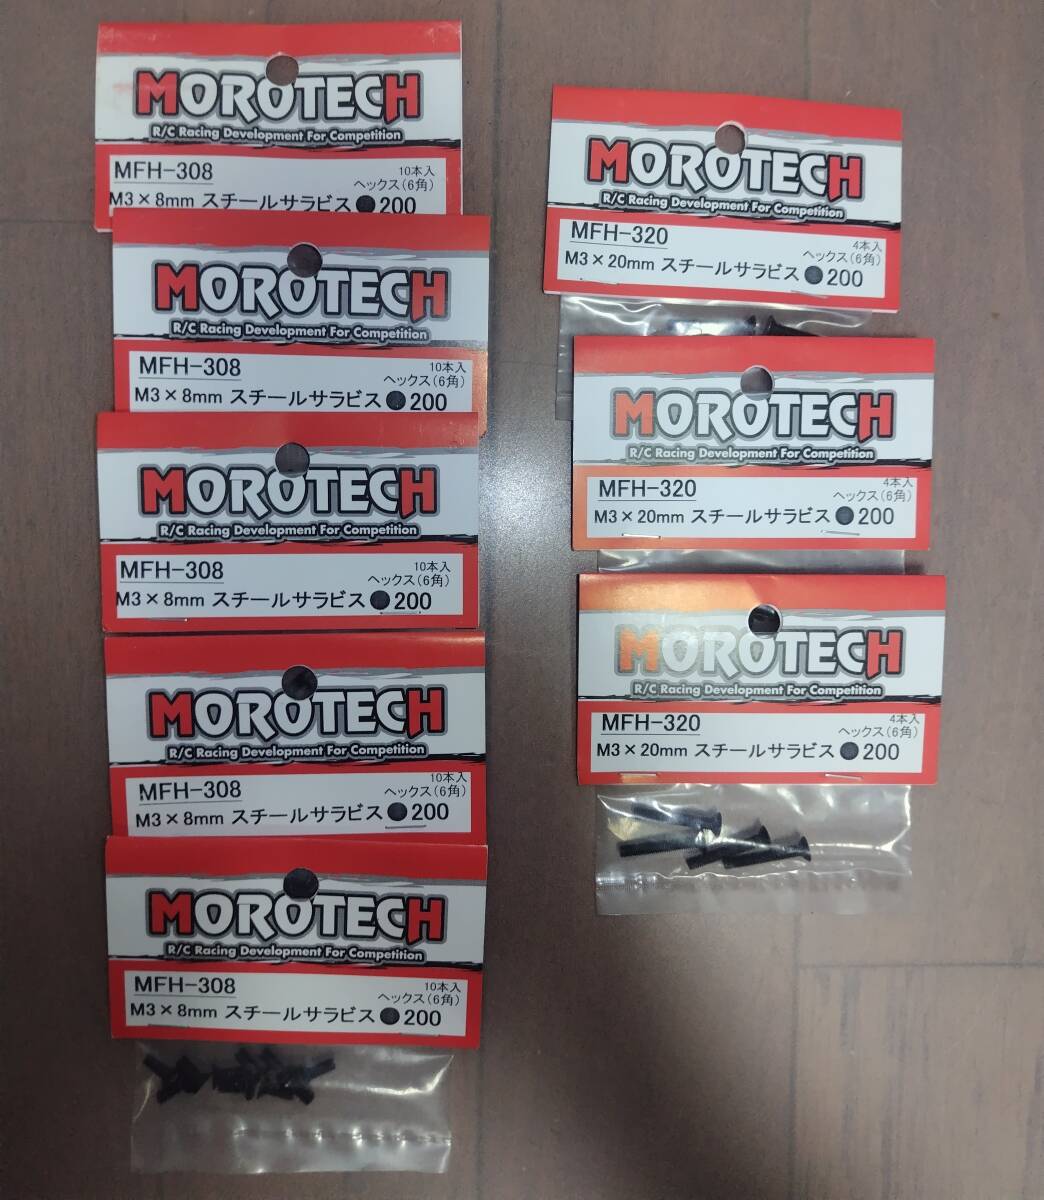 MOROTECH
R/C Racing Development For Competition
MFH-308
10本入
ヘックス(6角)
M3×8mm スチールサラビス●200
MOROTECH
R/C Racing Development For Competition
MFH-308
10本入
ヘックス(6角)
M3×8mm スチールサラビス●200
MOROTECH
R/C Racing Development For Competition
MFH-308
10本入
ヘックス(6角)
M3×8mm スチールサラビス●200
MOROTECH
R/C Racing Development For Competition
MFH-308
10本入
ヘックス(6角)
M3×8mm スチールサラビス●200
MOROTECH
R/C Racing Development For Competition
MFH-308
10本入
ヘックス(6角)
M3×8mm スチールサラビス●200
MOROTECH
R/C Racing Development For Competition
MFH-320
4本入
ヘックス(6角)
M3×20mm スチールサラビス●200
MOROTECH
R/C Racing Development For Competition
MFH-320
4本入
ヘックス(6角)
M3×20mm スチールサラビス●200
MOROTECH
R/C Racing Development For Competition
MFH-320
4本入
ヘックス(6角)
M3×20mm スチールサラビス●200